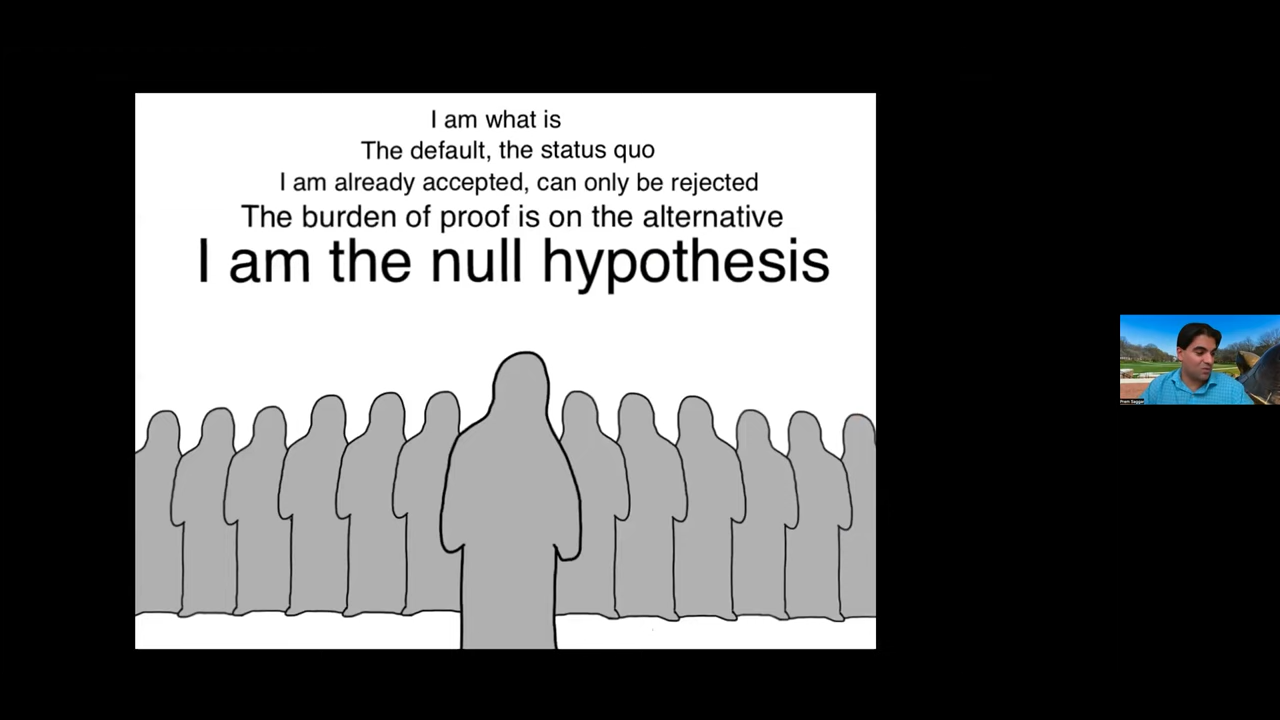 I am what is
The default, the status quo
I am already accepted, can only be rejected
The burden of proof is on the alternative
I am the null hypothesis